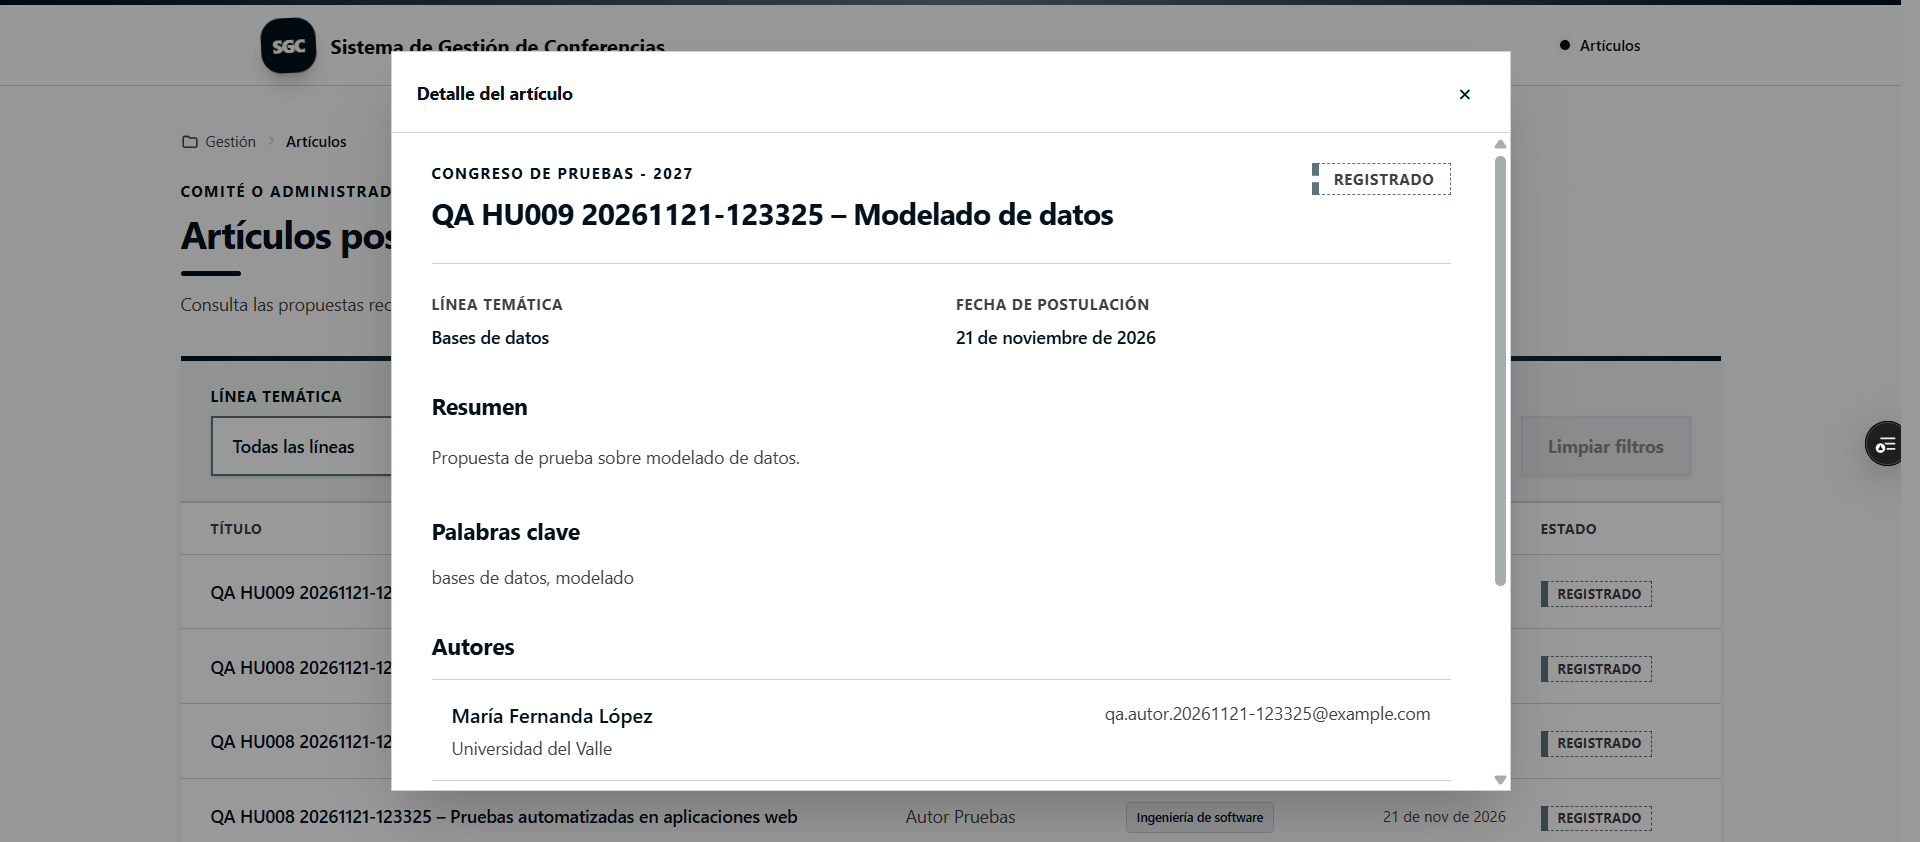 SGC
Sistema de Gestión de Conferencias
Artículos
Gestión
Artículos
COMITÉ O ADMINISTRAD
Artículos pos
Consulta las propuestas rec
LÍNEA TEMÁTICA
Todas las líneas
Limpiar filtros
TÍTULO
ESTADO
QA HU009 20261121-12
REGISTRADO
QA HU008 20261121-12
REGISTRADO
QA HU008 20261121-12
REGISTRADO
QA HU008 20261121-123325 – Pruebas automatizadas en aplicaciones web
Autor Pruebas
Ingeniería de software
21 de nov de 2026
REGISTRADO
Detalle del artículo
CONGRESO DE PRUEBAS - 2027
REGISTRADO
QA HU009 20261121-123325 – Modelado de datos
LÍNEA TEMÁTICA
Bases de datos
FECHA DE POSTULACIÓN
21 de noviembre de 2026
Resumen
Propuesta de prueba sobre modelado de datos.
Palabras clave
bases de datos, modelado
Autores
María Fernanda López
qa.autor.20261121-123325@example.com
Universidad del Valle